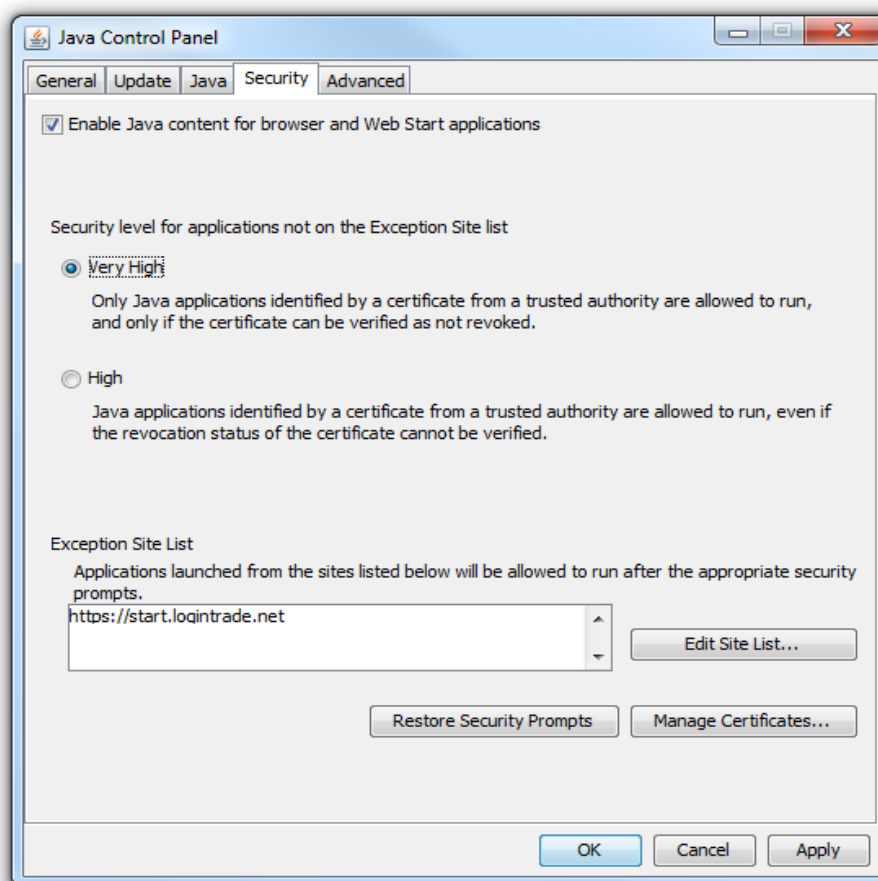 Java Control Panel
General Update Java Security Advanced
Enable Java content for browser and Web Start applications
Security level for applications not on the Exception Site list
Very High
Only Java applications identified by a certificate from a trusted authority are allowed to run,
and only if the certificate can be verified as not revoked.
High
Java applications identified by a certificate from a trusted authority are allowed to run, even if
the revocation status of the certificate cannot be verified.
Exception Site List
Applications launched from the sites listed below will be allowed to run after the appropriate security
prompts.
https://start.logintrade.net
Edit Site List...
Restore Security Prompts Manage Certificates...
OK Cancel Apply